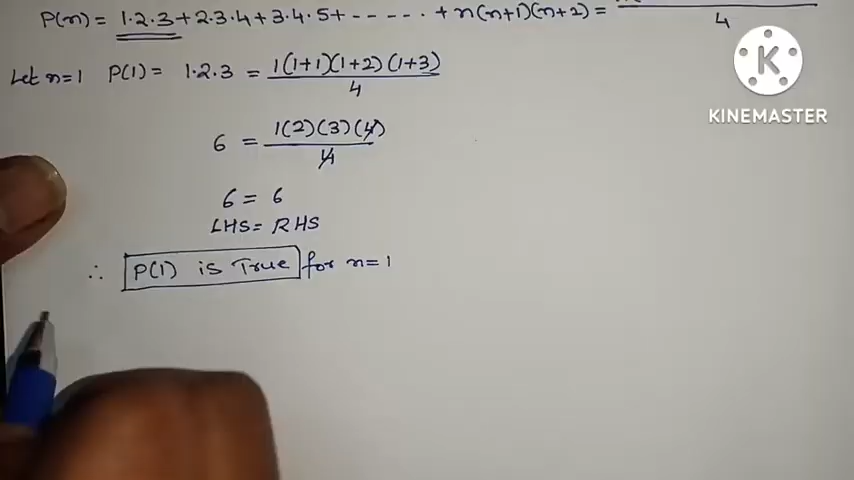 P(n) = 1·2·3 + 2·3·4 + 3·4·5 + - - - - - · + n(n+1)(n+2) = ―――― / 4
Let n=1 P(1) = 1·2·3 = 1(1+1)(1+2)(1+3) / 4
6 = 1(2)(3)(4) / 4
6 = 6
LHS = RHS
∴ P(1) is True for n=1
K
KINEMASTER